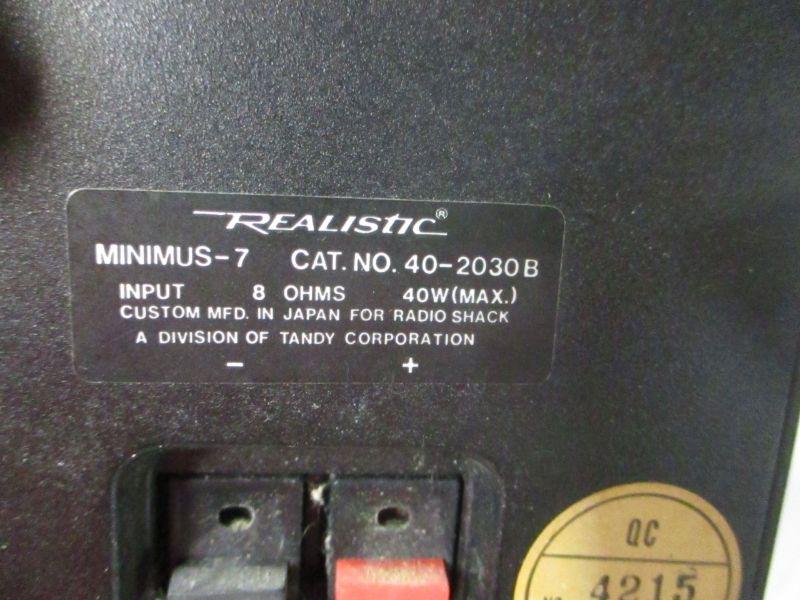 REALISTIC®
MINIMUS-7 CAT. NO. 40-2030B
INPUT 8 OHMS 40W(MAX.)
CUSTOM MFD. IN JAPAN FOR RADIO SHACK
A DIVISION OF TANDY CORPORATION
- +
QC
4215